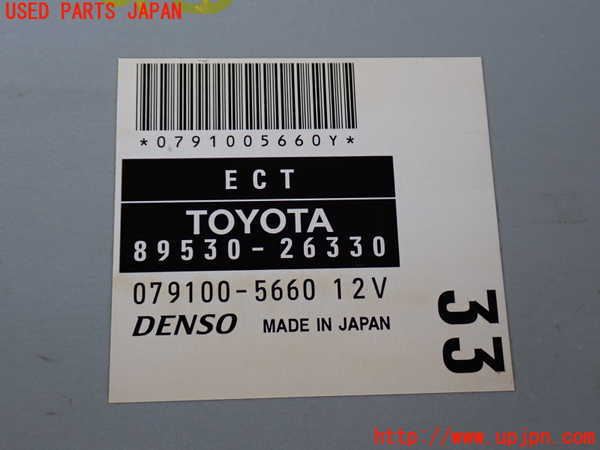 USED PARTS JAPAN
*0791005660Y*
ECT
TOYOTA
89530-26330
079100-5660 12V
DENSO MADE IN JAPAN
33
http://www.upjpn.com/